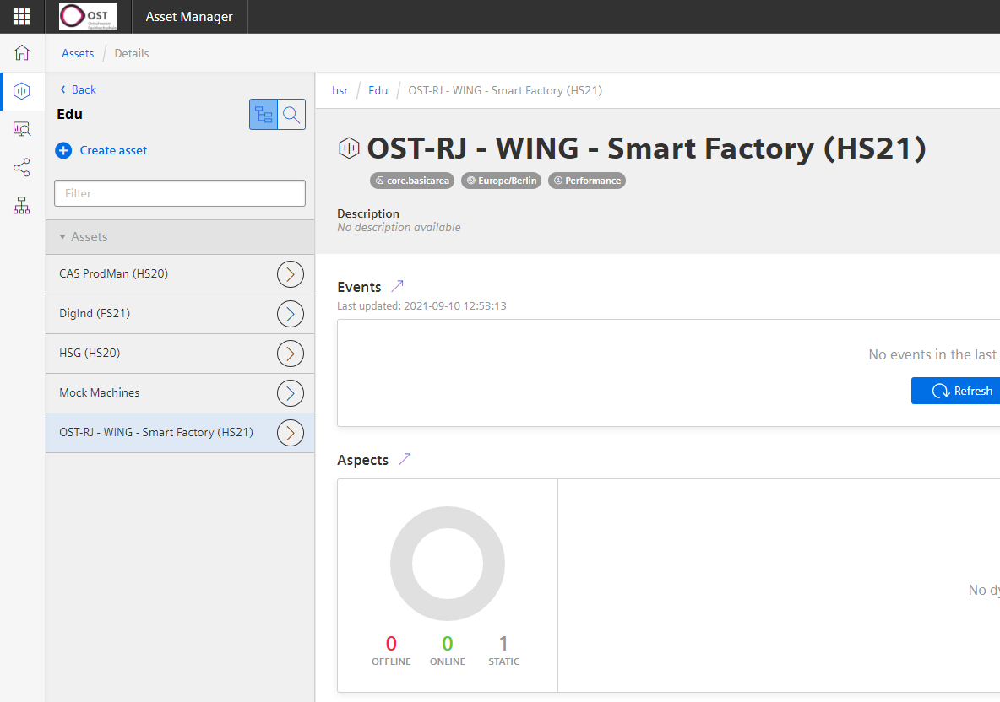 OST
Asset Manager
Assets
Details
Back
Edu
Create asset
Filter
Assets
CAS ProdMan (HS20)
DigInd (FS21)
HSG (HS20)
Mock Machines
OST-RJ - WING - Smart Factory (HS21)
hsr
Edu
OST-RJ - WING - Smart Factory (HS21)
OST-RJ - WING - Smart Factory (HS21)
core.basicarea
Europe/Berlin
Performance
Description
No description available
Events
Last updated: 2021-09-10 12:53:13
No events in the last
Refresh
Aspects
0
OFFLINE
0
ONLINE
1
STATIC
No dy